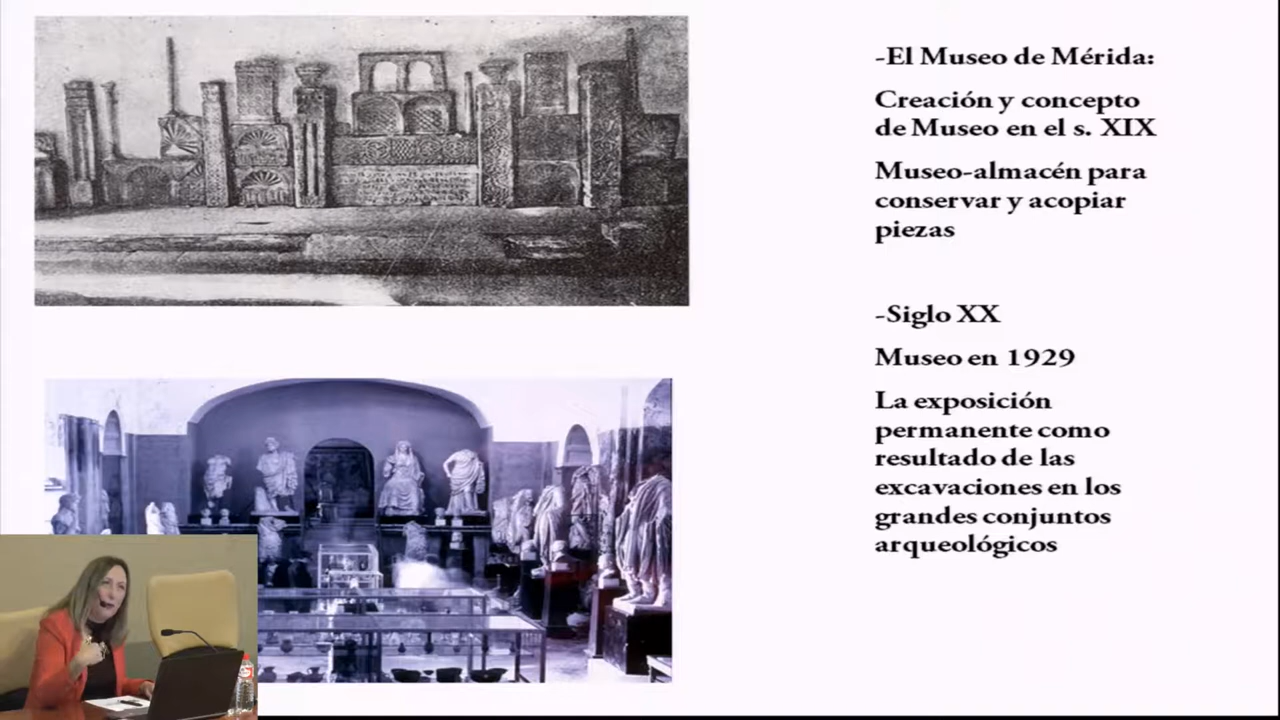 -El Museo de Mérida:
Creación y concepto
de Museo en el s. XIX
Museo-almacén para
conservar y acopiar
piezas
-Siglo XX
Museo en 1929
La exposición
permanente como
resultado de las
excavaciones en los
grandes conjuntos
arqueológicos